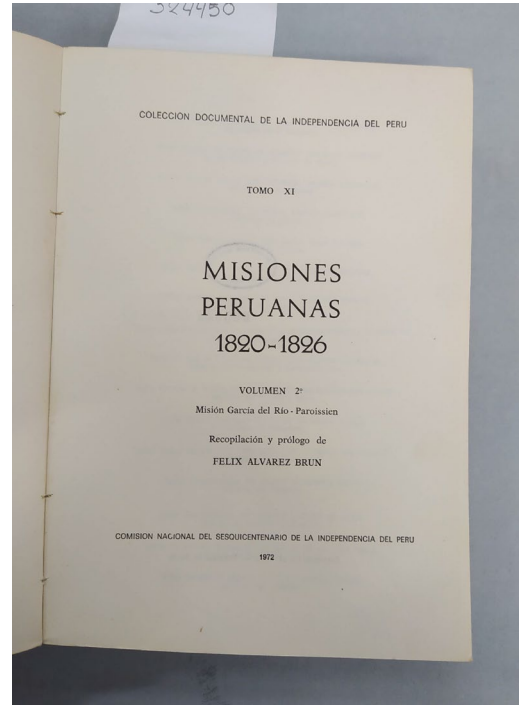 324450
COLECCION DOCUMENTAL DE LA INDEPENDENCIA DEL PERU
TOMO XI
MISIONES
PERUANAS
1820-1826
VOLUMEN 2º
Misión García del Río - Paroissien
Recopilación y prólogo de
FELIX ALVAREZ BRUN
COMISION NACIONAL DEL SESQUICENTENARIO DE LA INDEPENDENCIA DEL PERU
1972